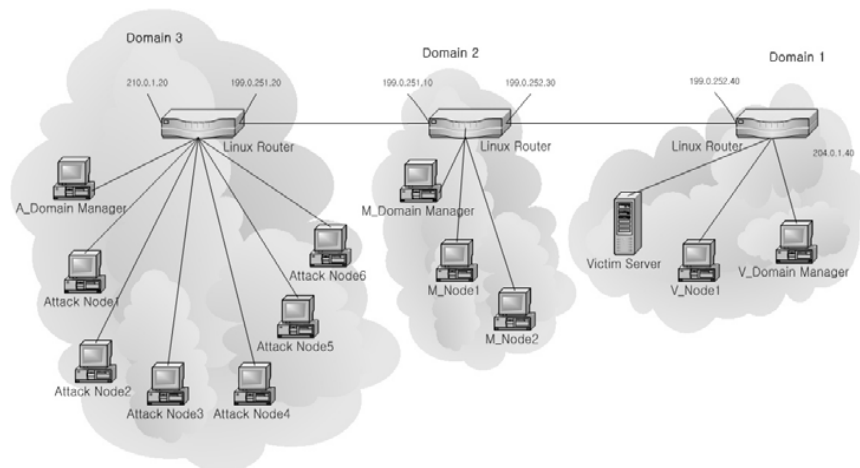 Domain 3
Domain 2
Domain 1
210.0.1.20
199.0.251.20
199.0.251.10
199.0.252.30
199.0.252.40
Linux Router
Linux Router
Linux Router
204.0.1.40
A_Domain Manager
M_Domain Manager
Attack Node1
Attack Node6
M_Node1
Victim Server
V_Node1
V_Domain Manager
Attack Node5
M_Node2
Attack Node2
Attack Node3
Attack Node4